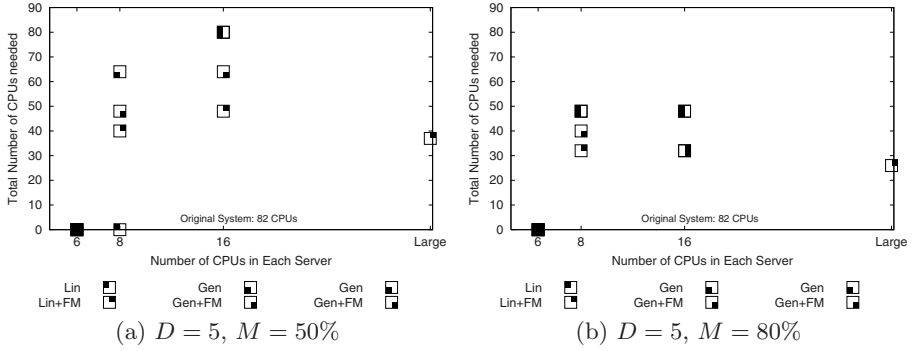 Total Number of CPUs needed
90
80
70
60
50
40
30
20
10
0
Original System: 82 CPUs
6 8 16 Large
Number of CPUs in Each Server
Lin Gen Gen
Lin+FM Gen+FM Gen+FM
(a) D = 5, M = 50%
Total Number of CPUs needed
90
80
70
60
50
40
30
20
10
0
Original System: 82 CPUs
6 8 16 Large
Number of CPUs in Each Server
Lin Gen Gen
Lin+FM Gen+FM Gen+FM
(b) D = 5, M = 80%